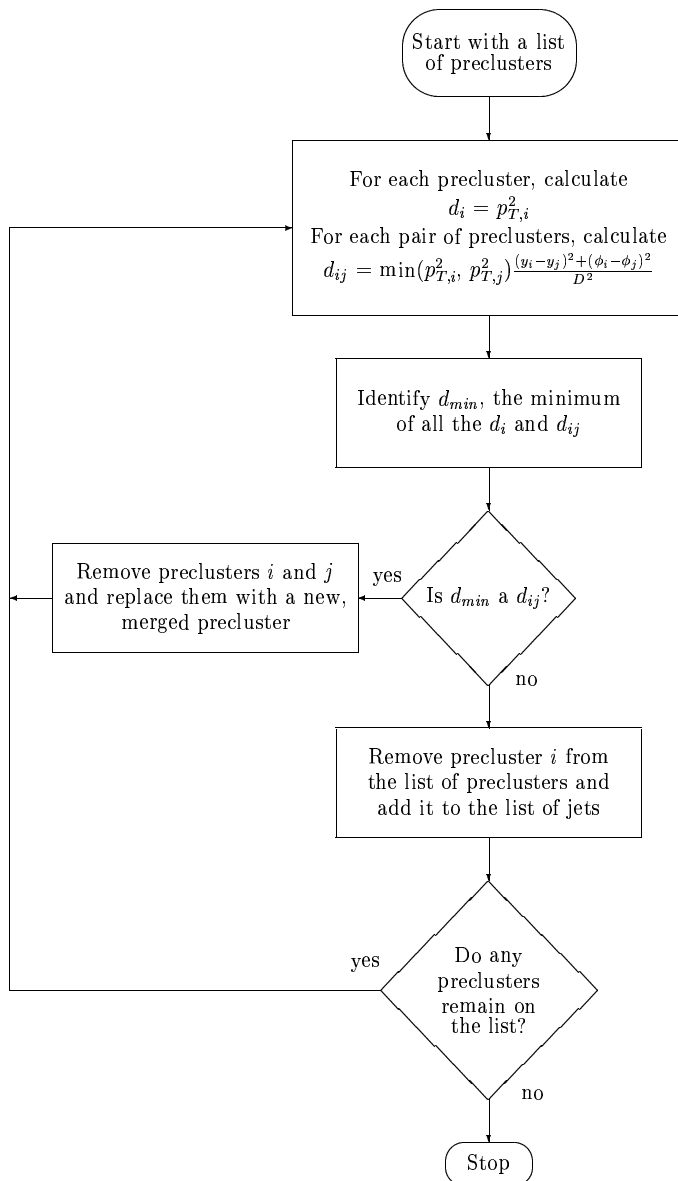 Start with a list
of preclusters
For each precluster, calculate
$d_i = p_{T,i}^2$
For each pair of preclusters, calculate
$d_{ij} = \min(p_{T,i}^2, p_{T,j}^2) \frac{(y_i - y_j)^2 + (\phi_i - \phi_j)^2}{D^2}$
Identify $d_{min}$, the minimum
of all the $d_i$ and $d_{ij}$
Is $d_{min}$ a $d_{ij}$?
yes
Remove preclusters $i$ and $j$
and replace them with a new,
merged precluster
no
Remove precluster $i$ from
the list of preclusters and
add it to the list of jets
Do any
preclusters
remain on
the list?
yes
no
Stop